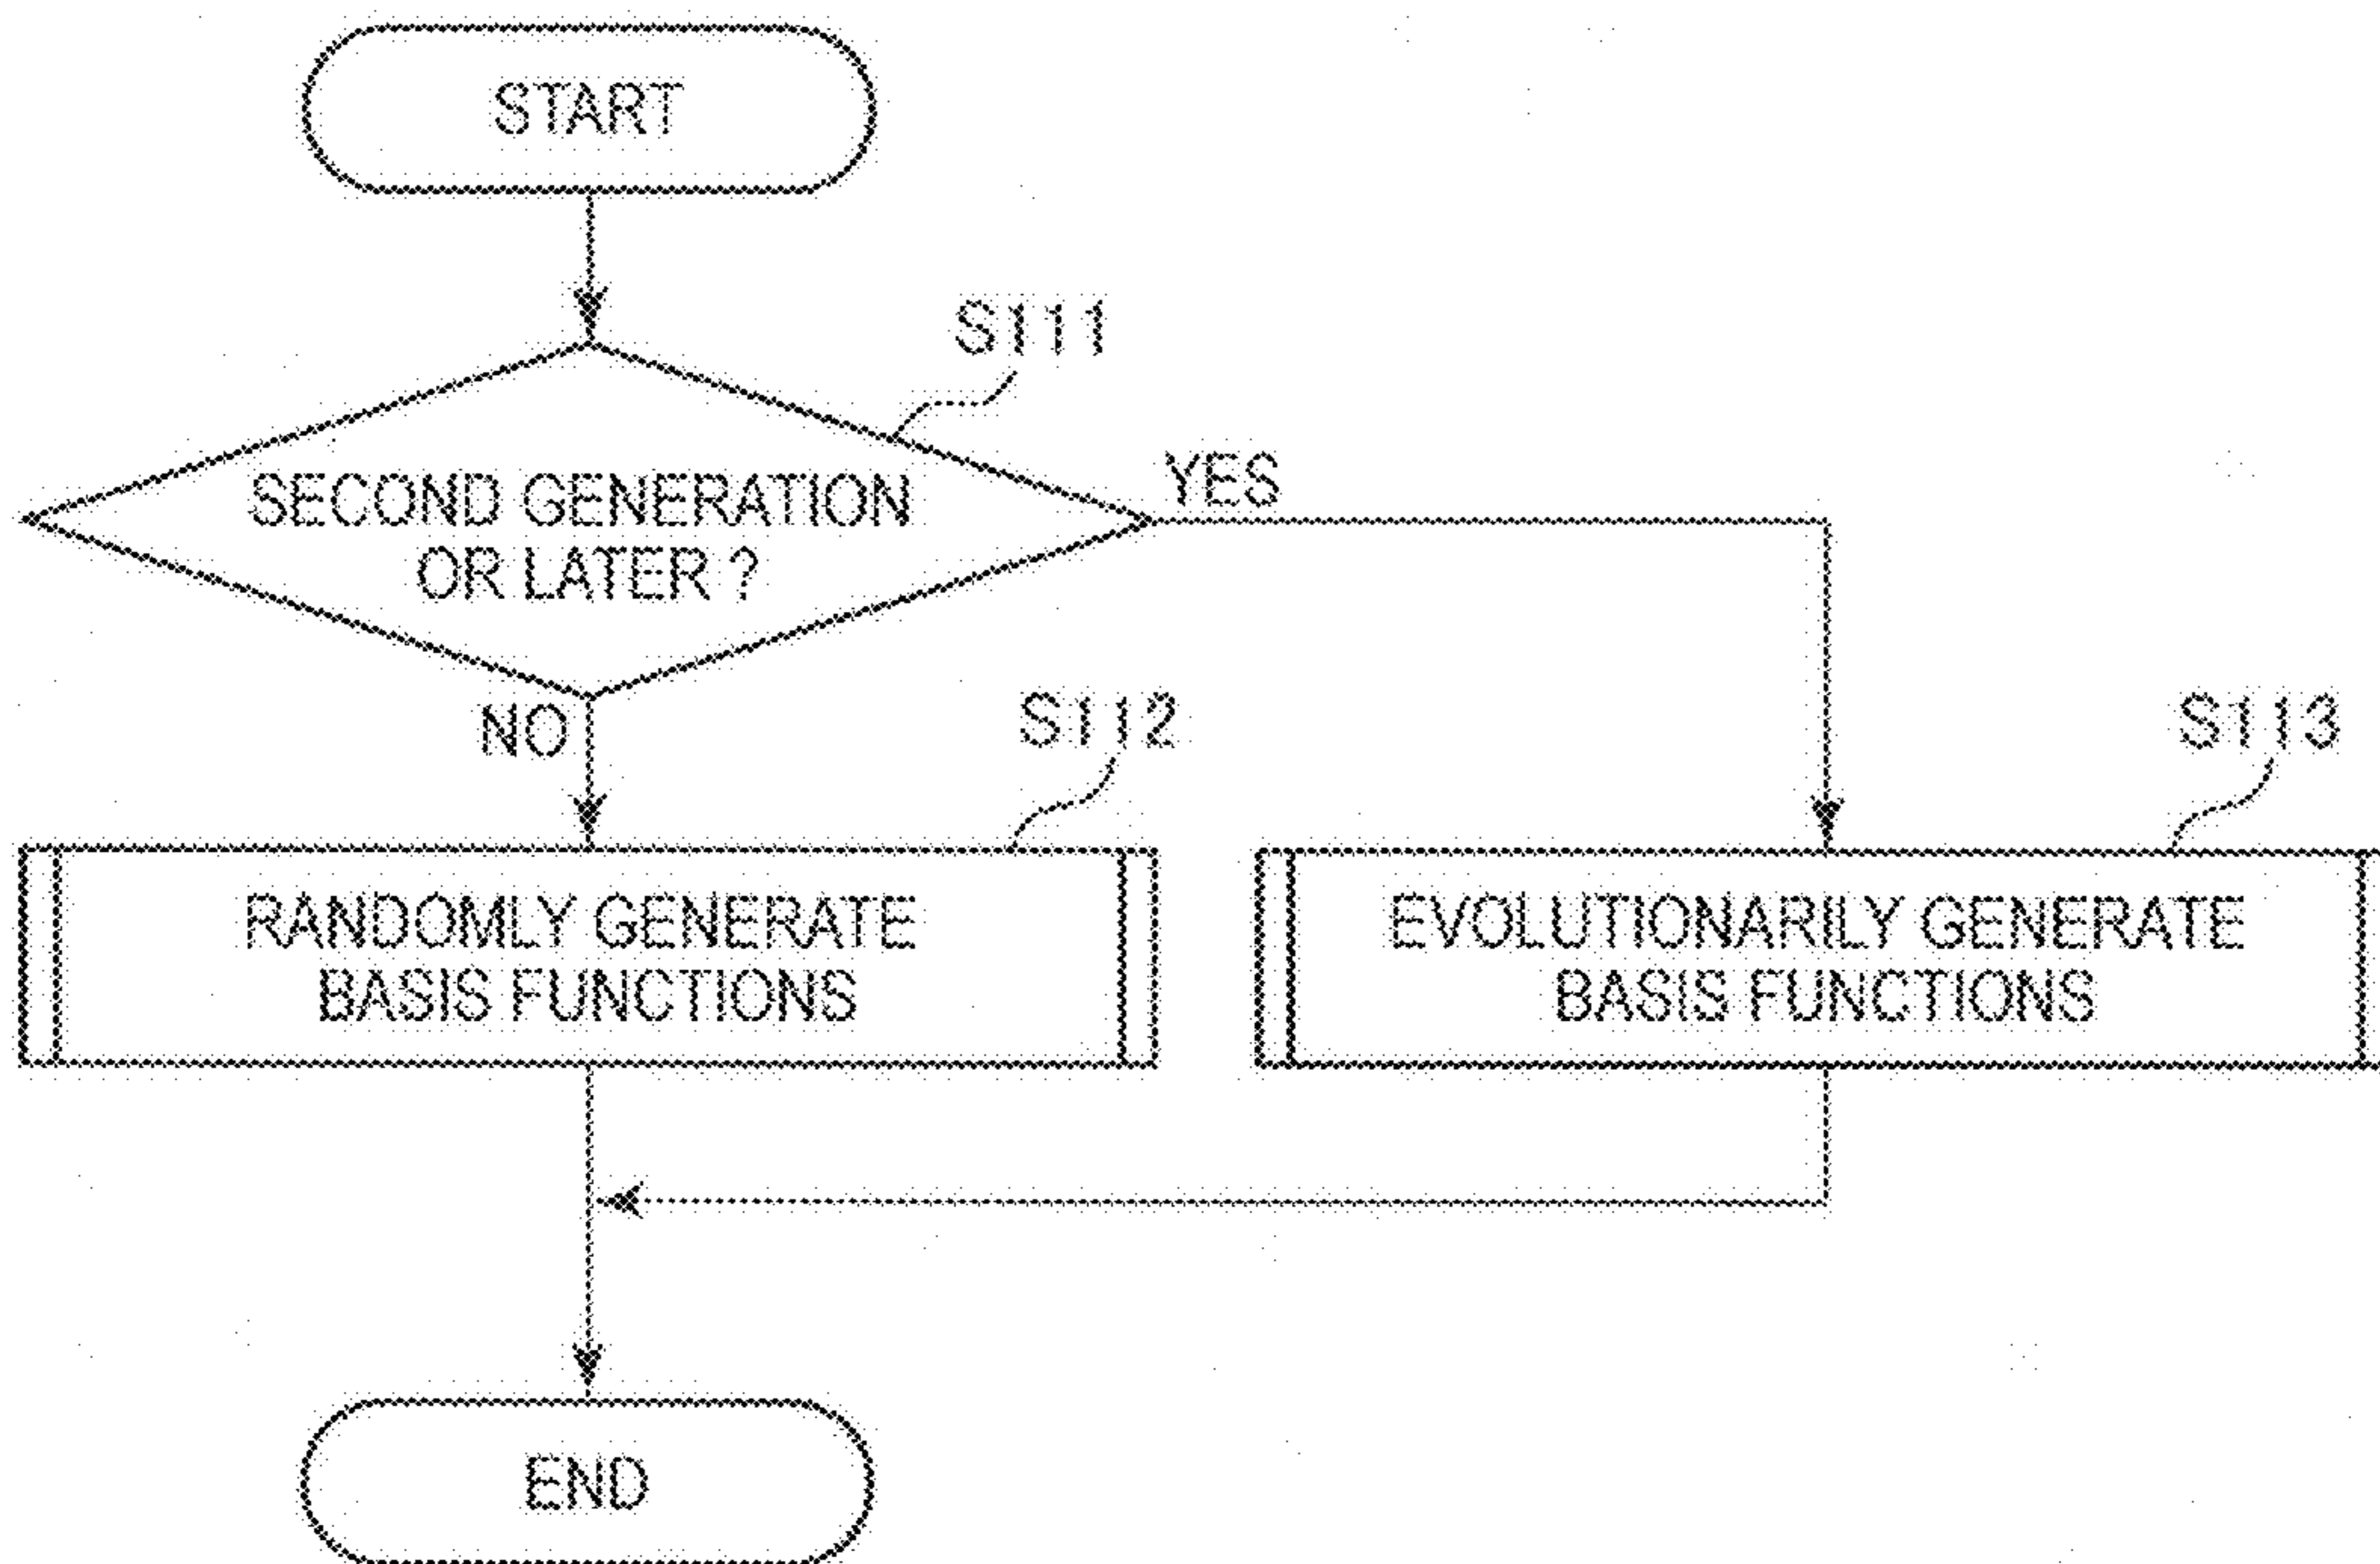 START
S111
SECOND GENERATION
OR LATER ?
YES
NO
S112
S113
RANDOMLY GENERATE
BASIS FUNCTIONS
EVOLUTIONARILY GENERATE
BASIS FUNCTIONS
END